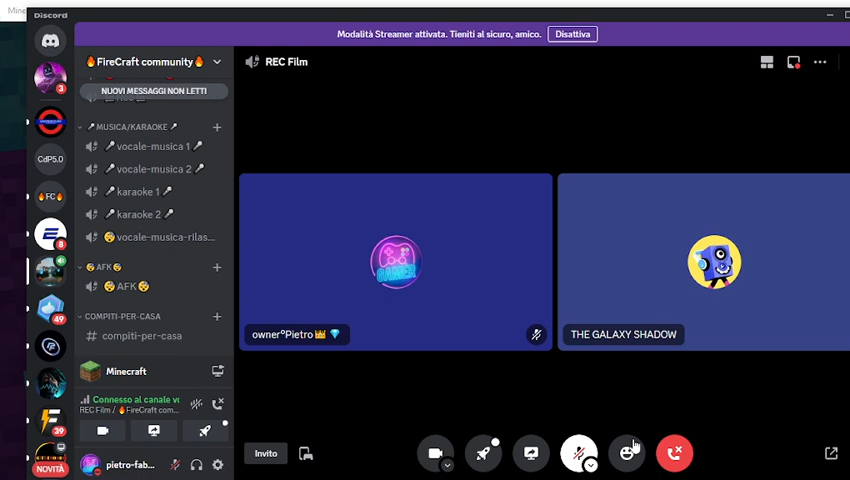 Mine
Discord
Modalità Streamer attivata. Tieniti al sicuro, amico.
Disattiva
🔥FireCraft community🔥
REC Film
NUOVI MESSAGGI NON LETTI
3
MUSICA/KARAOKE
vocale-musica 1
CdP5.0
vocale-musica 2
🔥FC🔥
karaoke 1
karaoke 2
8
vocale-musica-rilas...
AFK
AFK
GAMER
49
COMPITI-PER-CASA
# compiti-per-casa
owner°Pietro
THE GALAXY SHADOW
Minecraft
Connesso al canale vo
REC Film / 🔥FireCraft com...
39
Invito
NOVITÀ
pietro-fab...